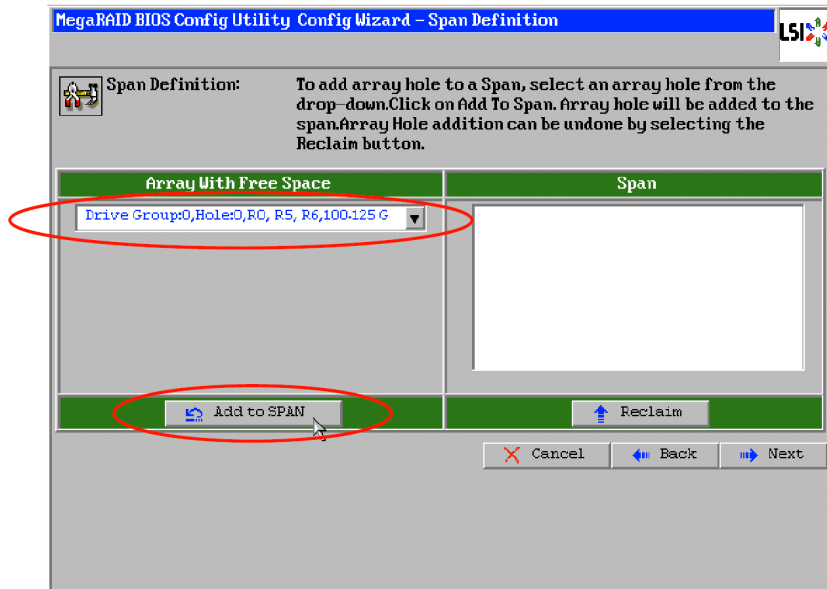 MegaRAID BIOS Config Utility Config Wizard – Span Definition
LSI
Span Definition:
To add array hole to a Span, select an array hole from the
drop–down.Click on Add To Span. Array hole will be added to the
span.Array Hole addition can be undone by selecting the
Reclaim button.
Array With Free Space
Span
Drive Group:0,Hole:0,R0, R5, R6,100.125 G
Add to SPAN
Reclaim
Cancel
Back
Next